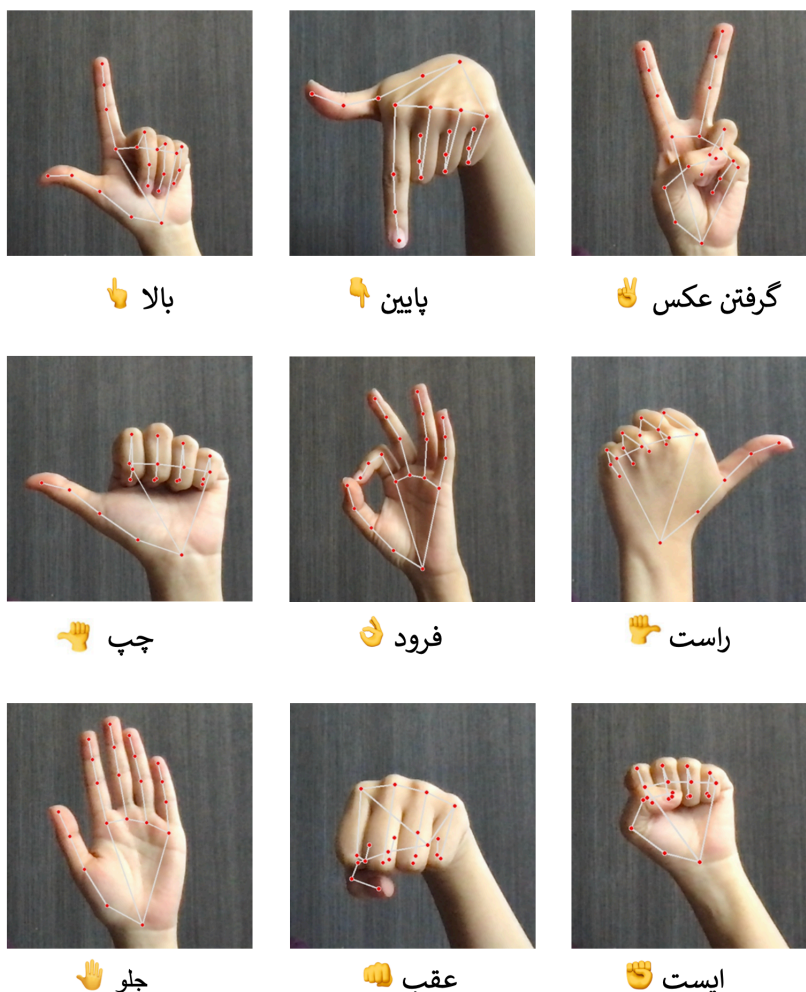 گرفتن عکس ✌️ پایین 👇 بالا 👆
راست 👍 فرود 👌 چپ 👍
ایست ✊ عقب 👊 جلو 🤚